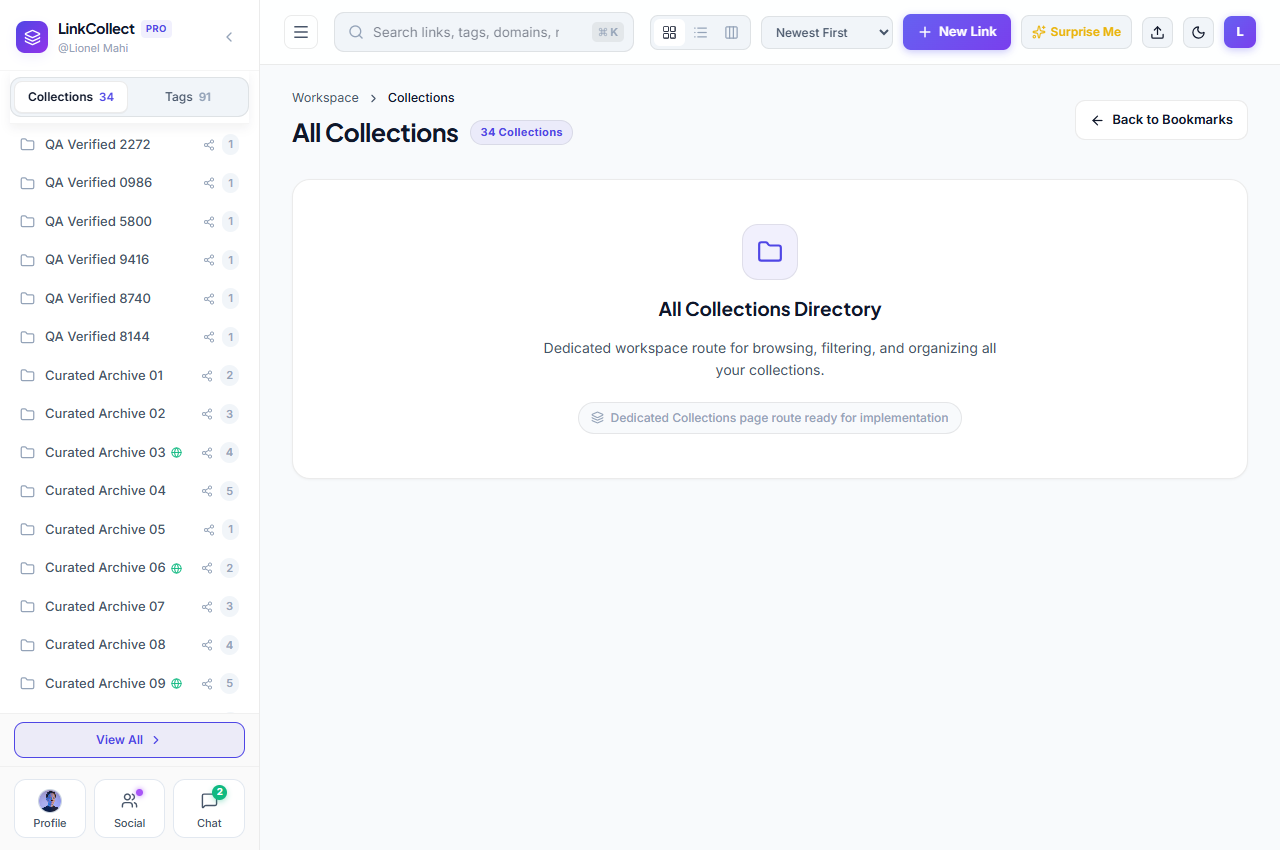 LinkCollect PRO
@Lionel Mahi
Collections 34
Tags 91
QA Verified 2272 1
QA Verified 0986 1
QA Verified 5800 1
QA Verified 9416 1
QA Verified 8740 1
QA Verified 8144 1
Curated Archive 01 2
Curated Archive 02 3
Curated Archive 03 4
Curated Archive 04 5
Curated Archive 05 1
Curated Archive 06 2
Curated Archive 07 3
Curated Archive 08 4
Curated Archive 09 5
View All
Profile
Social
2
Chat
Search links, tags, domains, r
⌘ K
Newest First
+ New Link
Surprise Me
L
Workspace > Collections
All Collections 34 Collections
Back to Bookmarks
All Collections Directory
Dedicated workspace route for browsing, filtering, and organizing all
your collections.
Dedicated Collections page route ready for implementation